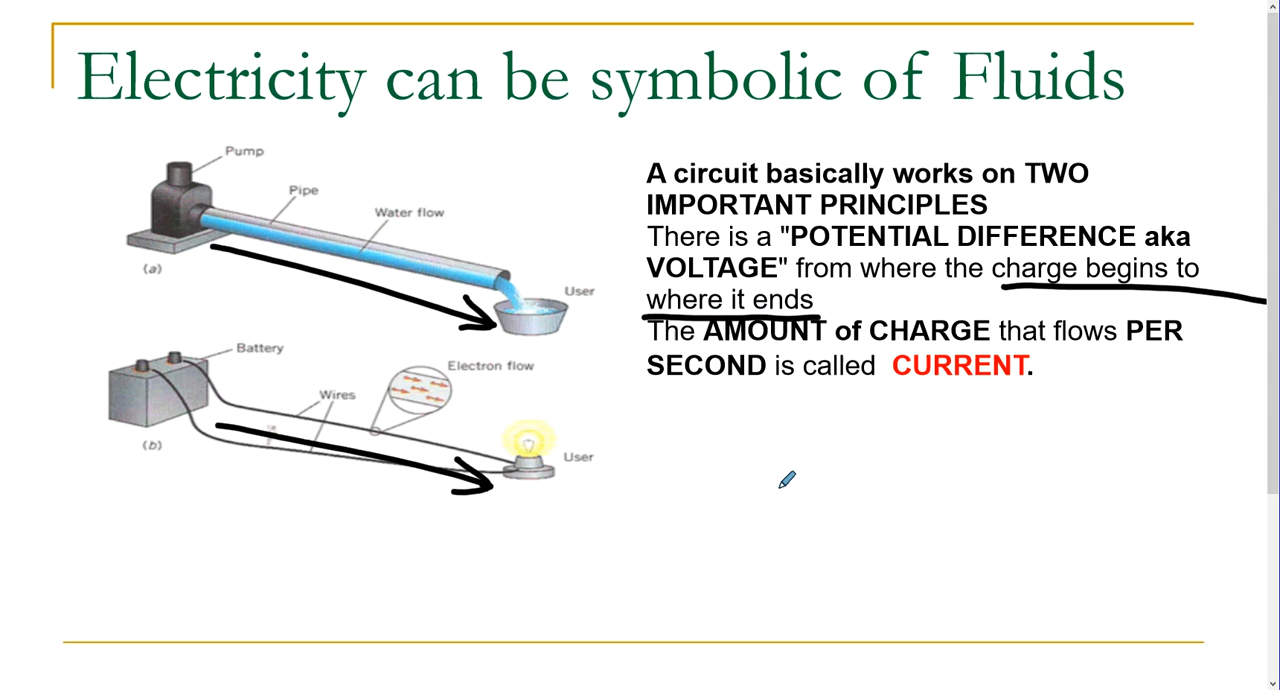 Electricity can be symbolic of Fluids
Pump
Pipe
Water flow
(a)
User
Battery
Electron flow
Wires
(b)
User
A circuit basically works on TWO
IMPORTANT PRINCIPLES
There is a "POTENTIAL DIFFERENCE aka
VOLTAGE" from where the charge begins to
where it ends
The AMOUNT of CHARGE that flows PER
SECOND is called CURRENT.